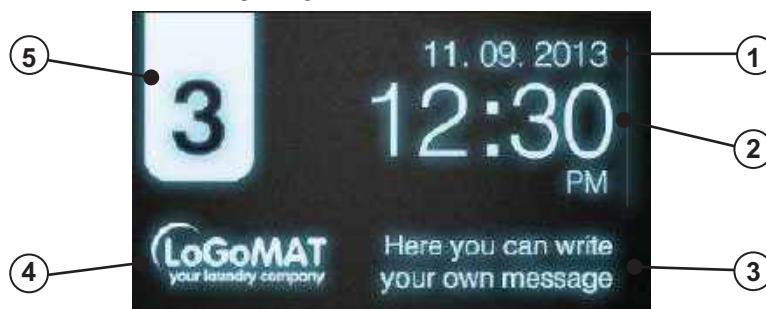 5
3
11. 09. 2013
1
12:30
2
PM
4
LoGoMAT
your laundry company
Here you can write
your own message
3